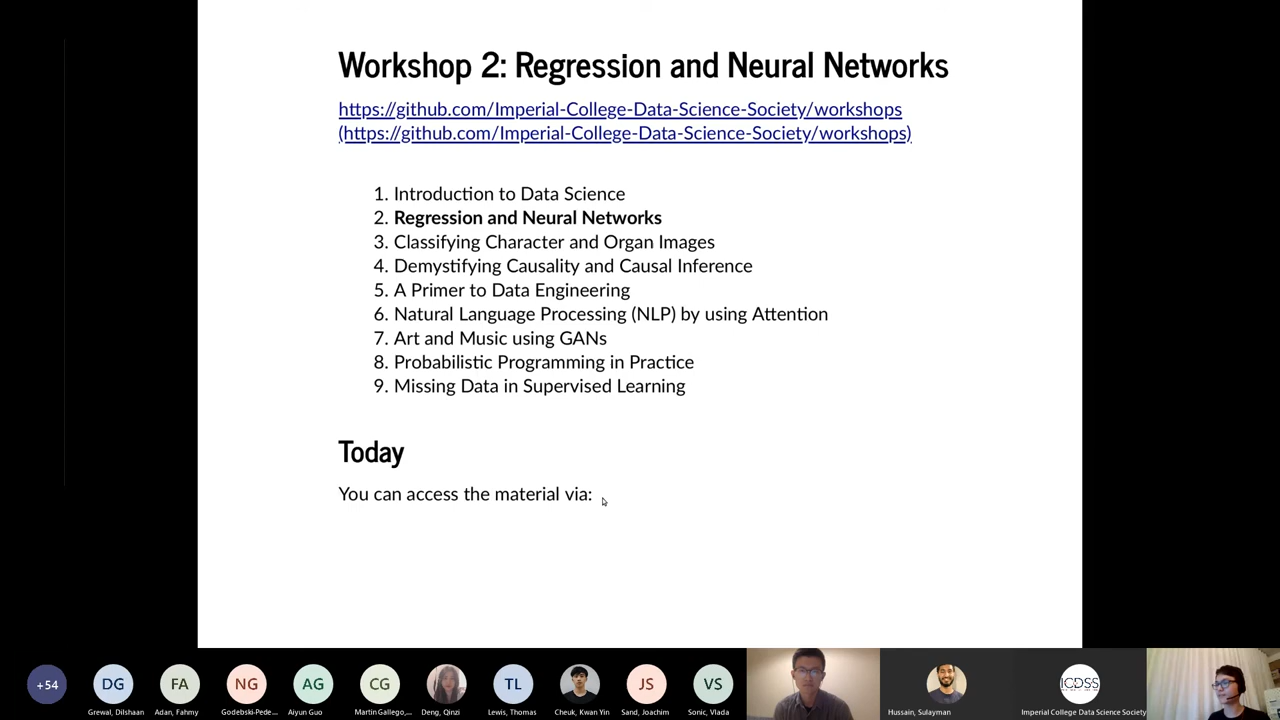 Workshop 2: Regression and Neural Networks
https://github.com/Imperial-College-Data-Science-Society/workshops
(https://github.com/Imperial-College-Data-Science-Society/workshops)
1. Introduction to Data Science
2. Regression and Neural Networks
3. Classifying Character and Organ Images
4. Demystifying Causality and Causal Inference
5. A Primer to Data Engineering
6. Natural Language Processing (NLP) by using Attention
7. Art and Music using GANs
8. Probabilistic Programming in Practice
9. Missing Data in Supervised Learning
Today
You can access the material via:
+54 DG FA NG AG CG TL JS VS ICDSS
Grewal, Dilshaan Adan, Fahmy Godebski-Pede... Aiyun Guo Martin Gallego,... Deng, Qinzi Lewis, Thomas Cheuk, Kwan Yin Sand, Joachim Sonic, Vlada Hussain, Sulayman Imperial College Data Science Society